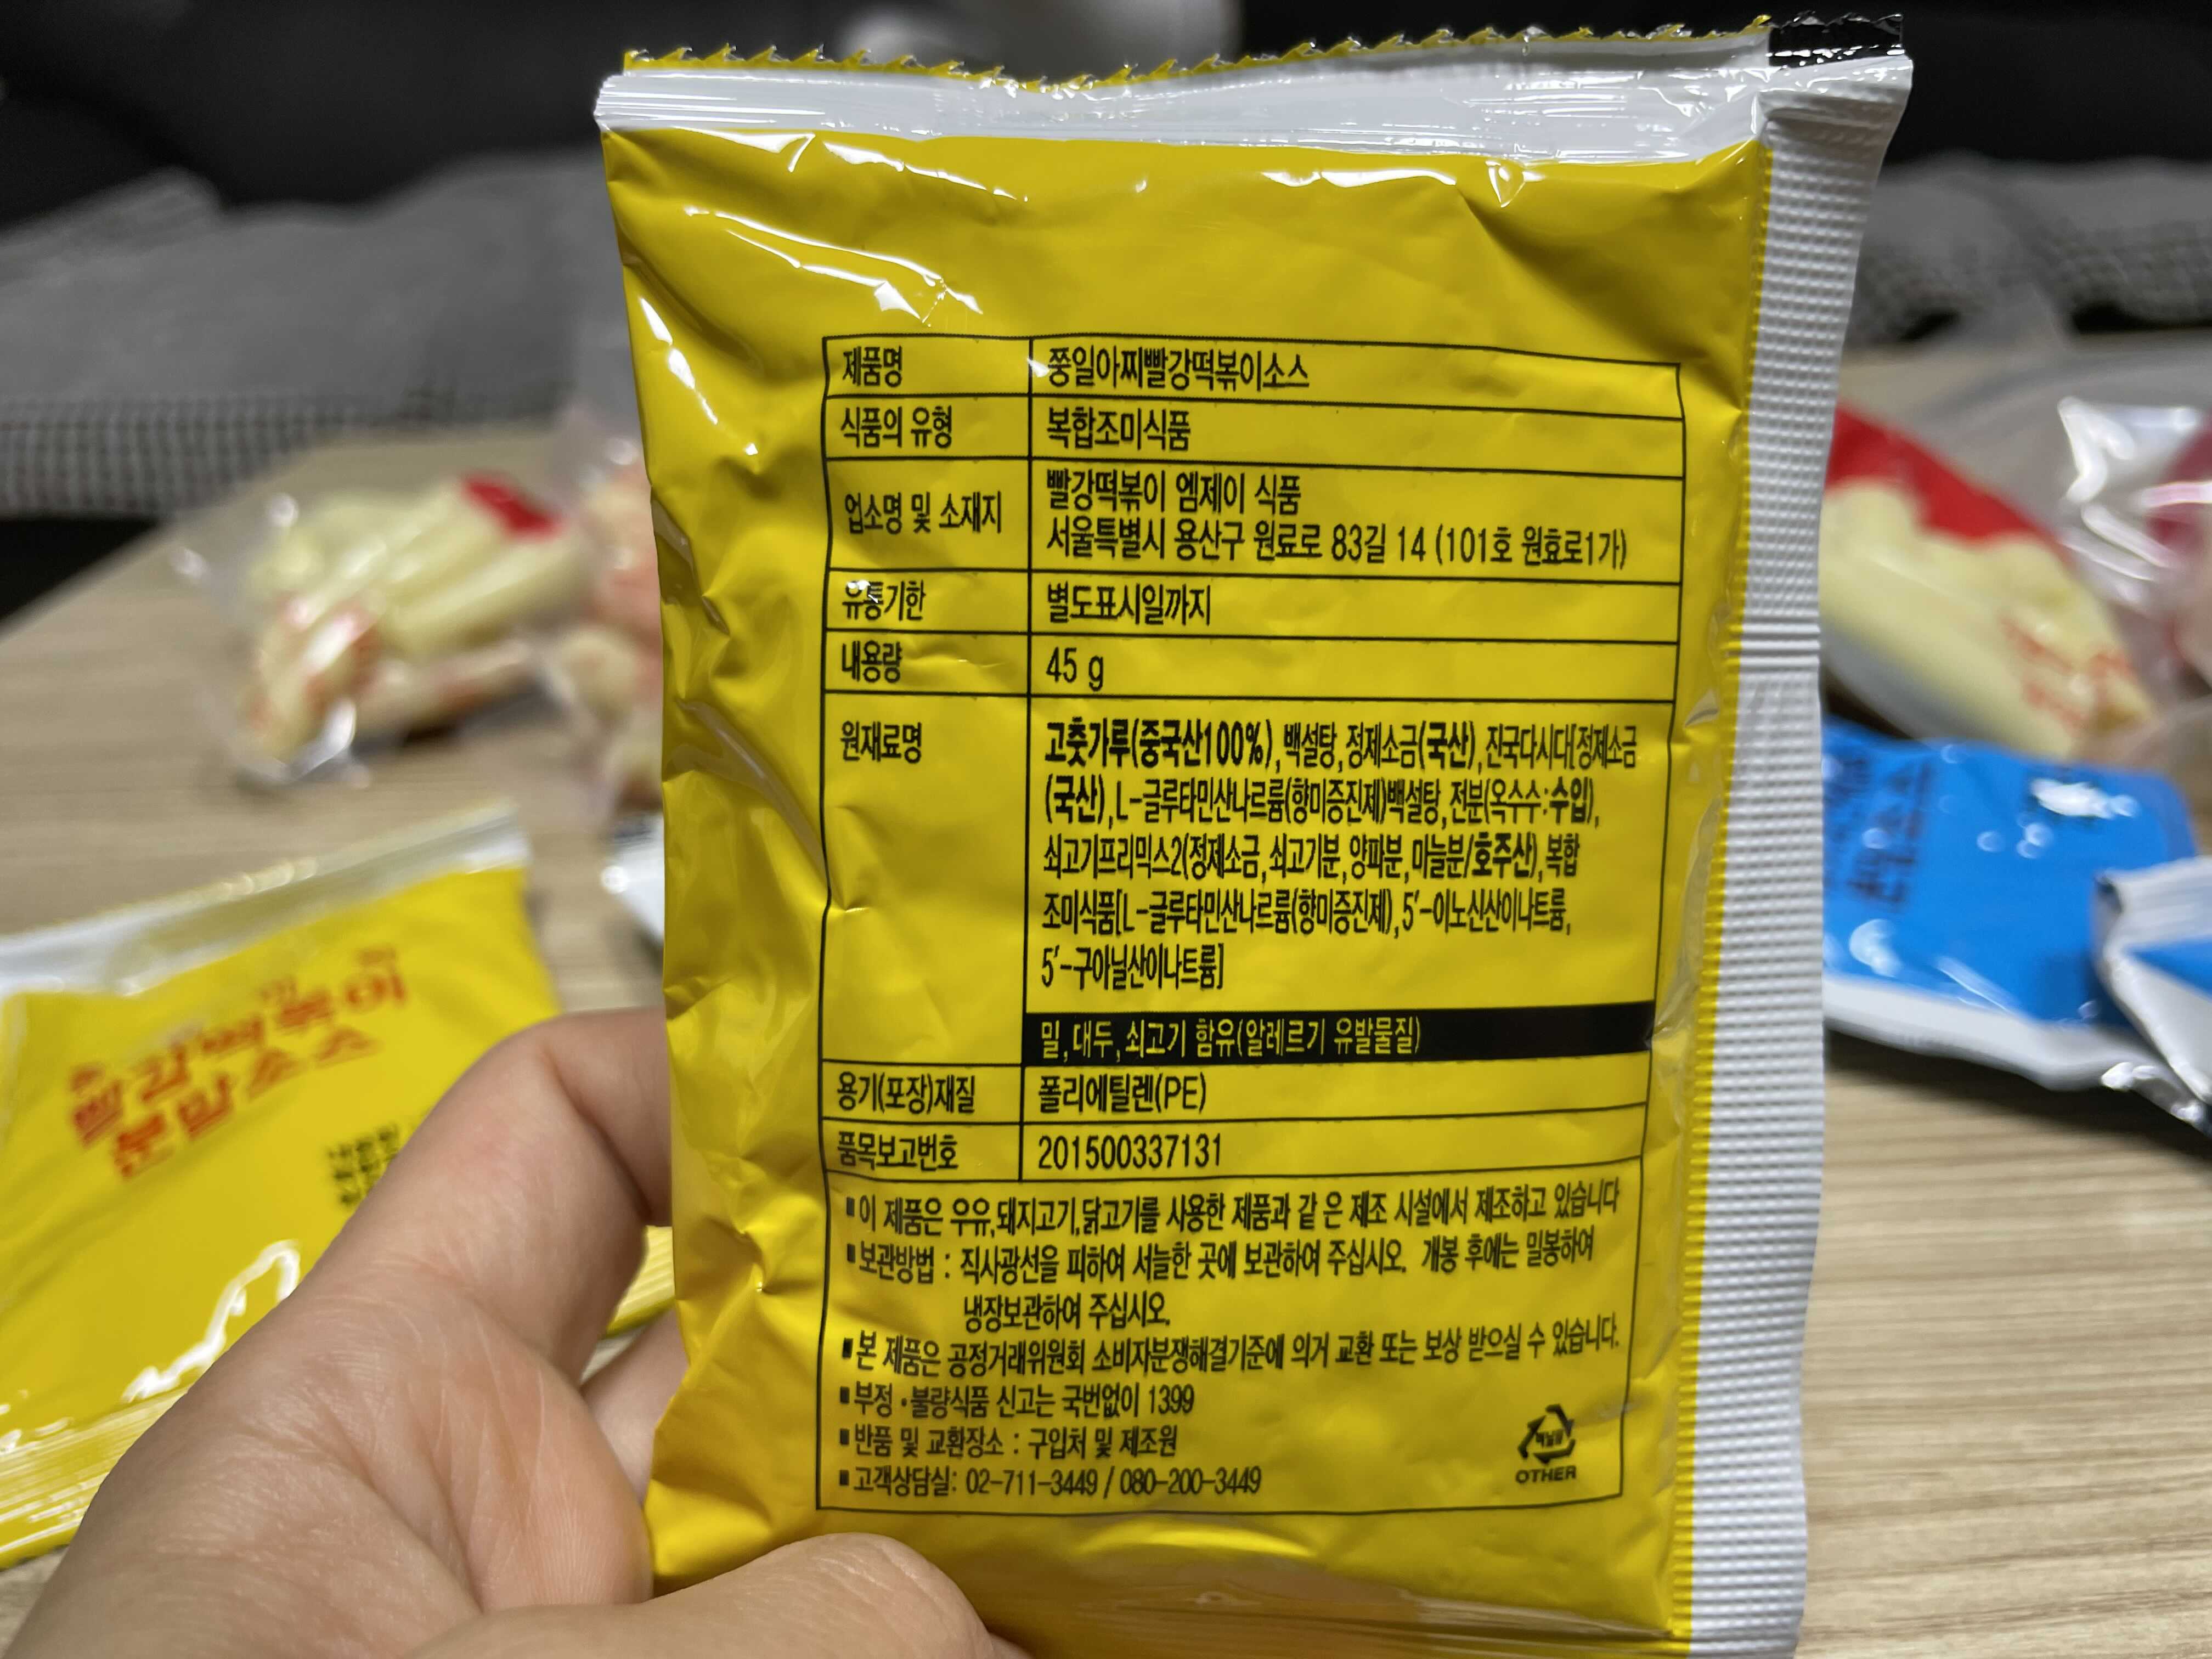 제품명 쭝일아찌빨강떡볶이소스
식품의 유형 복합조미식품
업소명 및 소재지 빨강떡볶이 엠제이 식품
서울특별시 용산구 원료로 83길 14 (101호 원효로1가)
유통기한 별도표시일까지
내용량 45 g
원재료명 고춧가루(중국산100%), 백설탕, 정제소금(국산), 진국다시대[정제소금
(국산), L-글루타민산나르륨(향미증진제)백설탕, 전분(옥수수:수입),
쇠고기프리믹스2(정제소금, 쇠고기분, 양파분, 마늘분/호주산), 복합
조미식품[L-글루타민산나르륨(향미증진제), 5′-이노신산이나트륨,
5′-구아닐산이나트륨]
밀, 대두, 쇠고기 함유(알레르기 유발물질)
용기(포장)재질 폴리에틸렌(PE)
품목보고번호 201500337131
▪이 제품은 우유,돼지고기,닭고기를 사용한 제품과 같 은 제조 시설에서 제조하고 있습니다
▪보관방법 : 직사광선을 피하여 서늘한 곳에 보관하여 주십시오. 개봉 후에는 밀봉하여
냉장보관하여 주십시오.
▪본 제품은 공정거래위원회 소비자분쟁해결기준에 의거 교환 또는 보상 받으실 수 있습니다.
▪부정·불량식품 신고는 국번없이 1399
▪반품 및 교환장소 : 구입처 및 제조원
▪고객상담실: 02-711-3449 / 080-200-3449
비닐류
OTHER
빨강떡볶이
분말소스